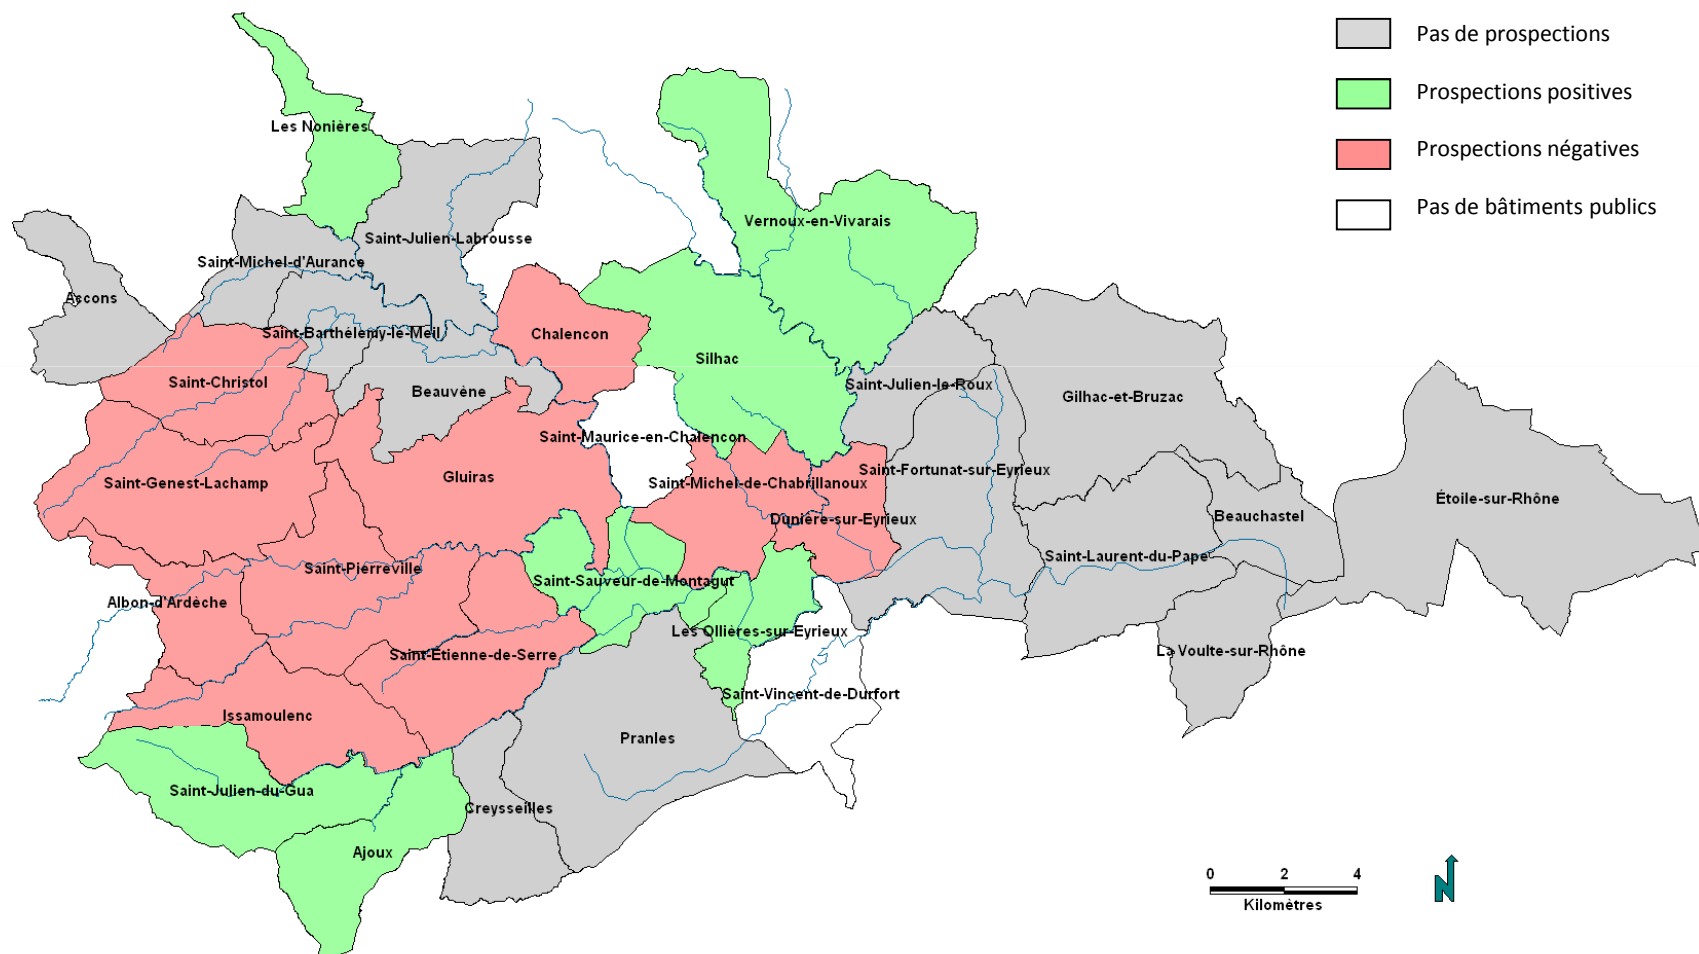 Pas de prospections
Prospections positives
Prospections négatives
Pas de bâtiments publics
Les Nonières
Vernoux-en-Vivarais
Saint-Julien-Labrousse
Saint-Michel-d'Aurance
Accons
Saint-Barthélemy-le-Meil
Chalencon
Silhac
Saint-Christol
Beauvène
Saint-Julien-le-Roux
Gilhac-et-Bruzac
Saint-Maurice-en-Chalencon
Saint-Genest-Lachamp
Gluiras
Saint-Michel-de-Chabrillanoux
Saint-Fortunat-sur-Eyrieux
Étoile-sur-Rhône
Dunière-sur-Eyrieux
Beauchastel
Saint-Laurent-du-Pape
Saint-Pierreville
Saint-Sauveur-de-Montagut
Albon-d'Ardèche
Les Ollières-sur-Eyrieux
Saint-Etienne-de-Serre
La Voulte-sur-Rhône
Saint-Vincent-de-Durfort
Issamoulenc
Pranles
Saint-Julien-du-Gua
Creysseilles
Ajoux
0 2 4
Kilomètres
N